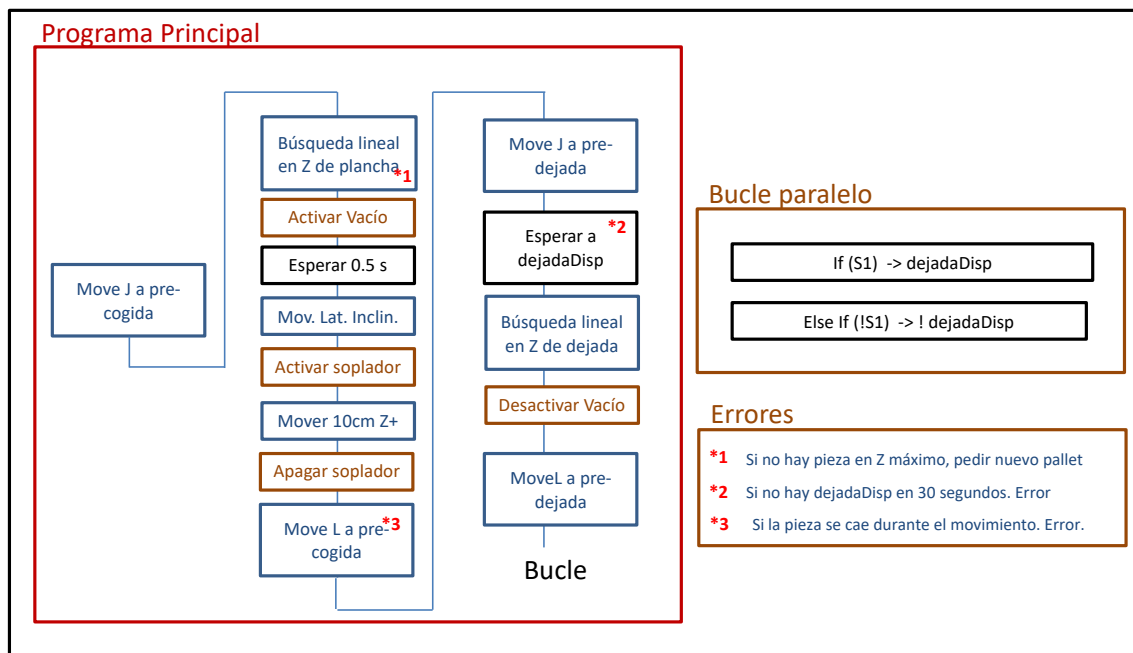 Programa Principal
Move J a pre-
cogida
Búsqueda lineal
en Z de plancha
*1
Activar Vacío
Esperar 0.5 s
Mov. Lat. Inclin.
Activar soplador
Mover 10cm Z+
Apagar soplador
Move L a pre-
cogida
*3
Move J a pre-
dejada
Esperar a
dejadaDisp
*2
Búsqueda lineal
en Z de dejada
Desactivar Vacío
MoveL a pre-
dejada
Bucle
Bucle paralelo
If (S1) -> dejadaDisp
Else If (!S1) -> ! dejadaDisp
Errores
*1 Si no hay pieza en Z máximo, pedir nuevo pallet
*2 Si no hay dejadaDisp en 30 segundos. Error
*3 Si la pieza se cae durante el movimiento. Error.